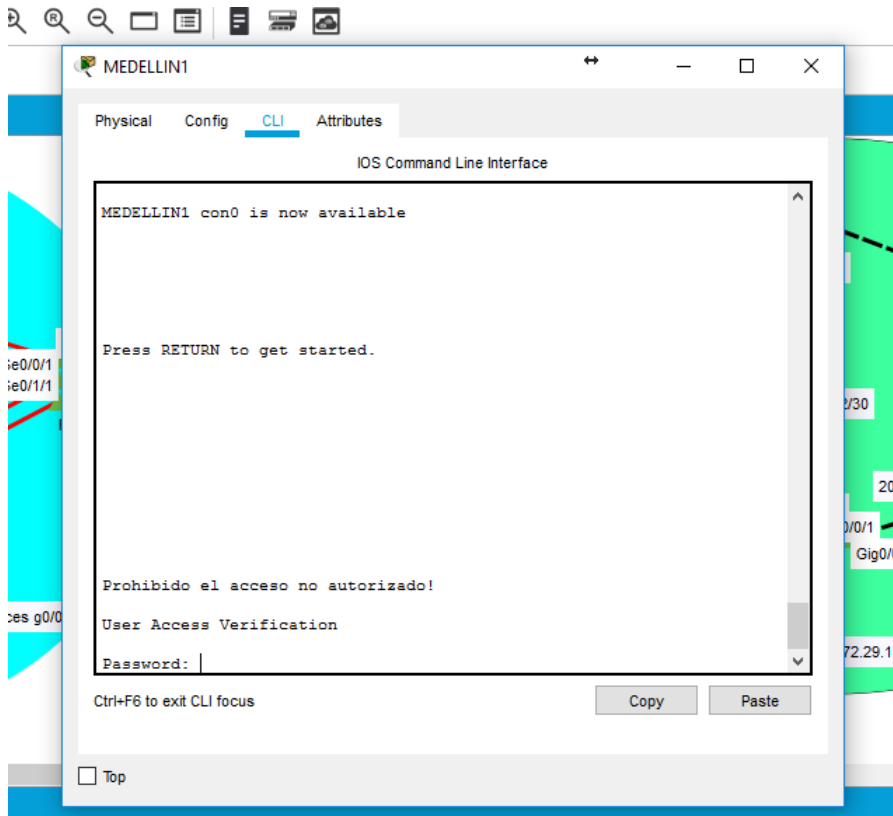 MEDELLIN1
Physical Config CLI Attributes
IOS Command Line Interface
MEDELLIN1 con0 is now available
Press RETURN to get started.
Prohibido el acceso no autorizado!
User Access Verification
Password:
Ctrl+F6 to exit CLI focus
Copy Paste
Top
Se0/0/1
Se0/1/1
ces g0/0
2/30
20
0/0/1
Gig0/
72.29.1